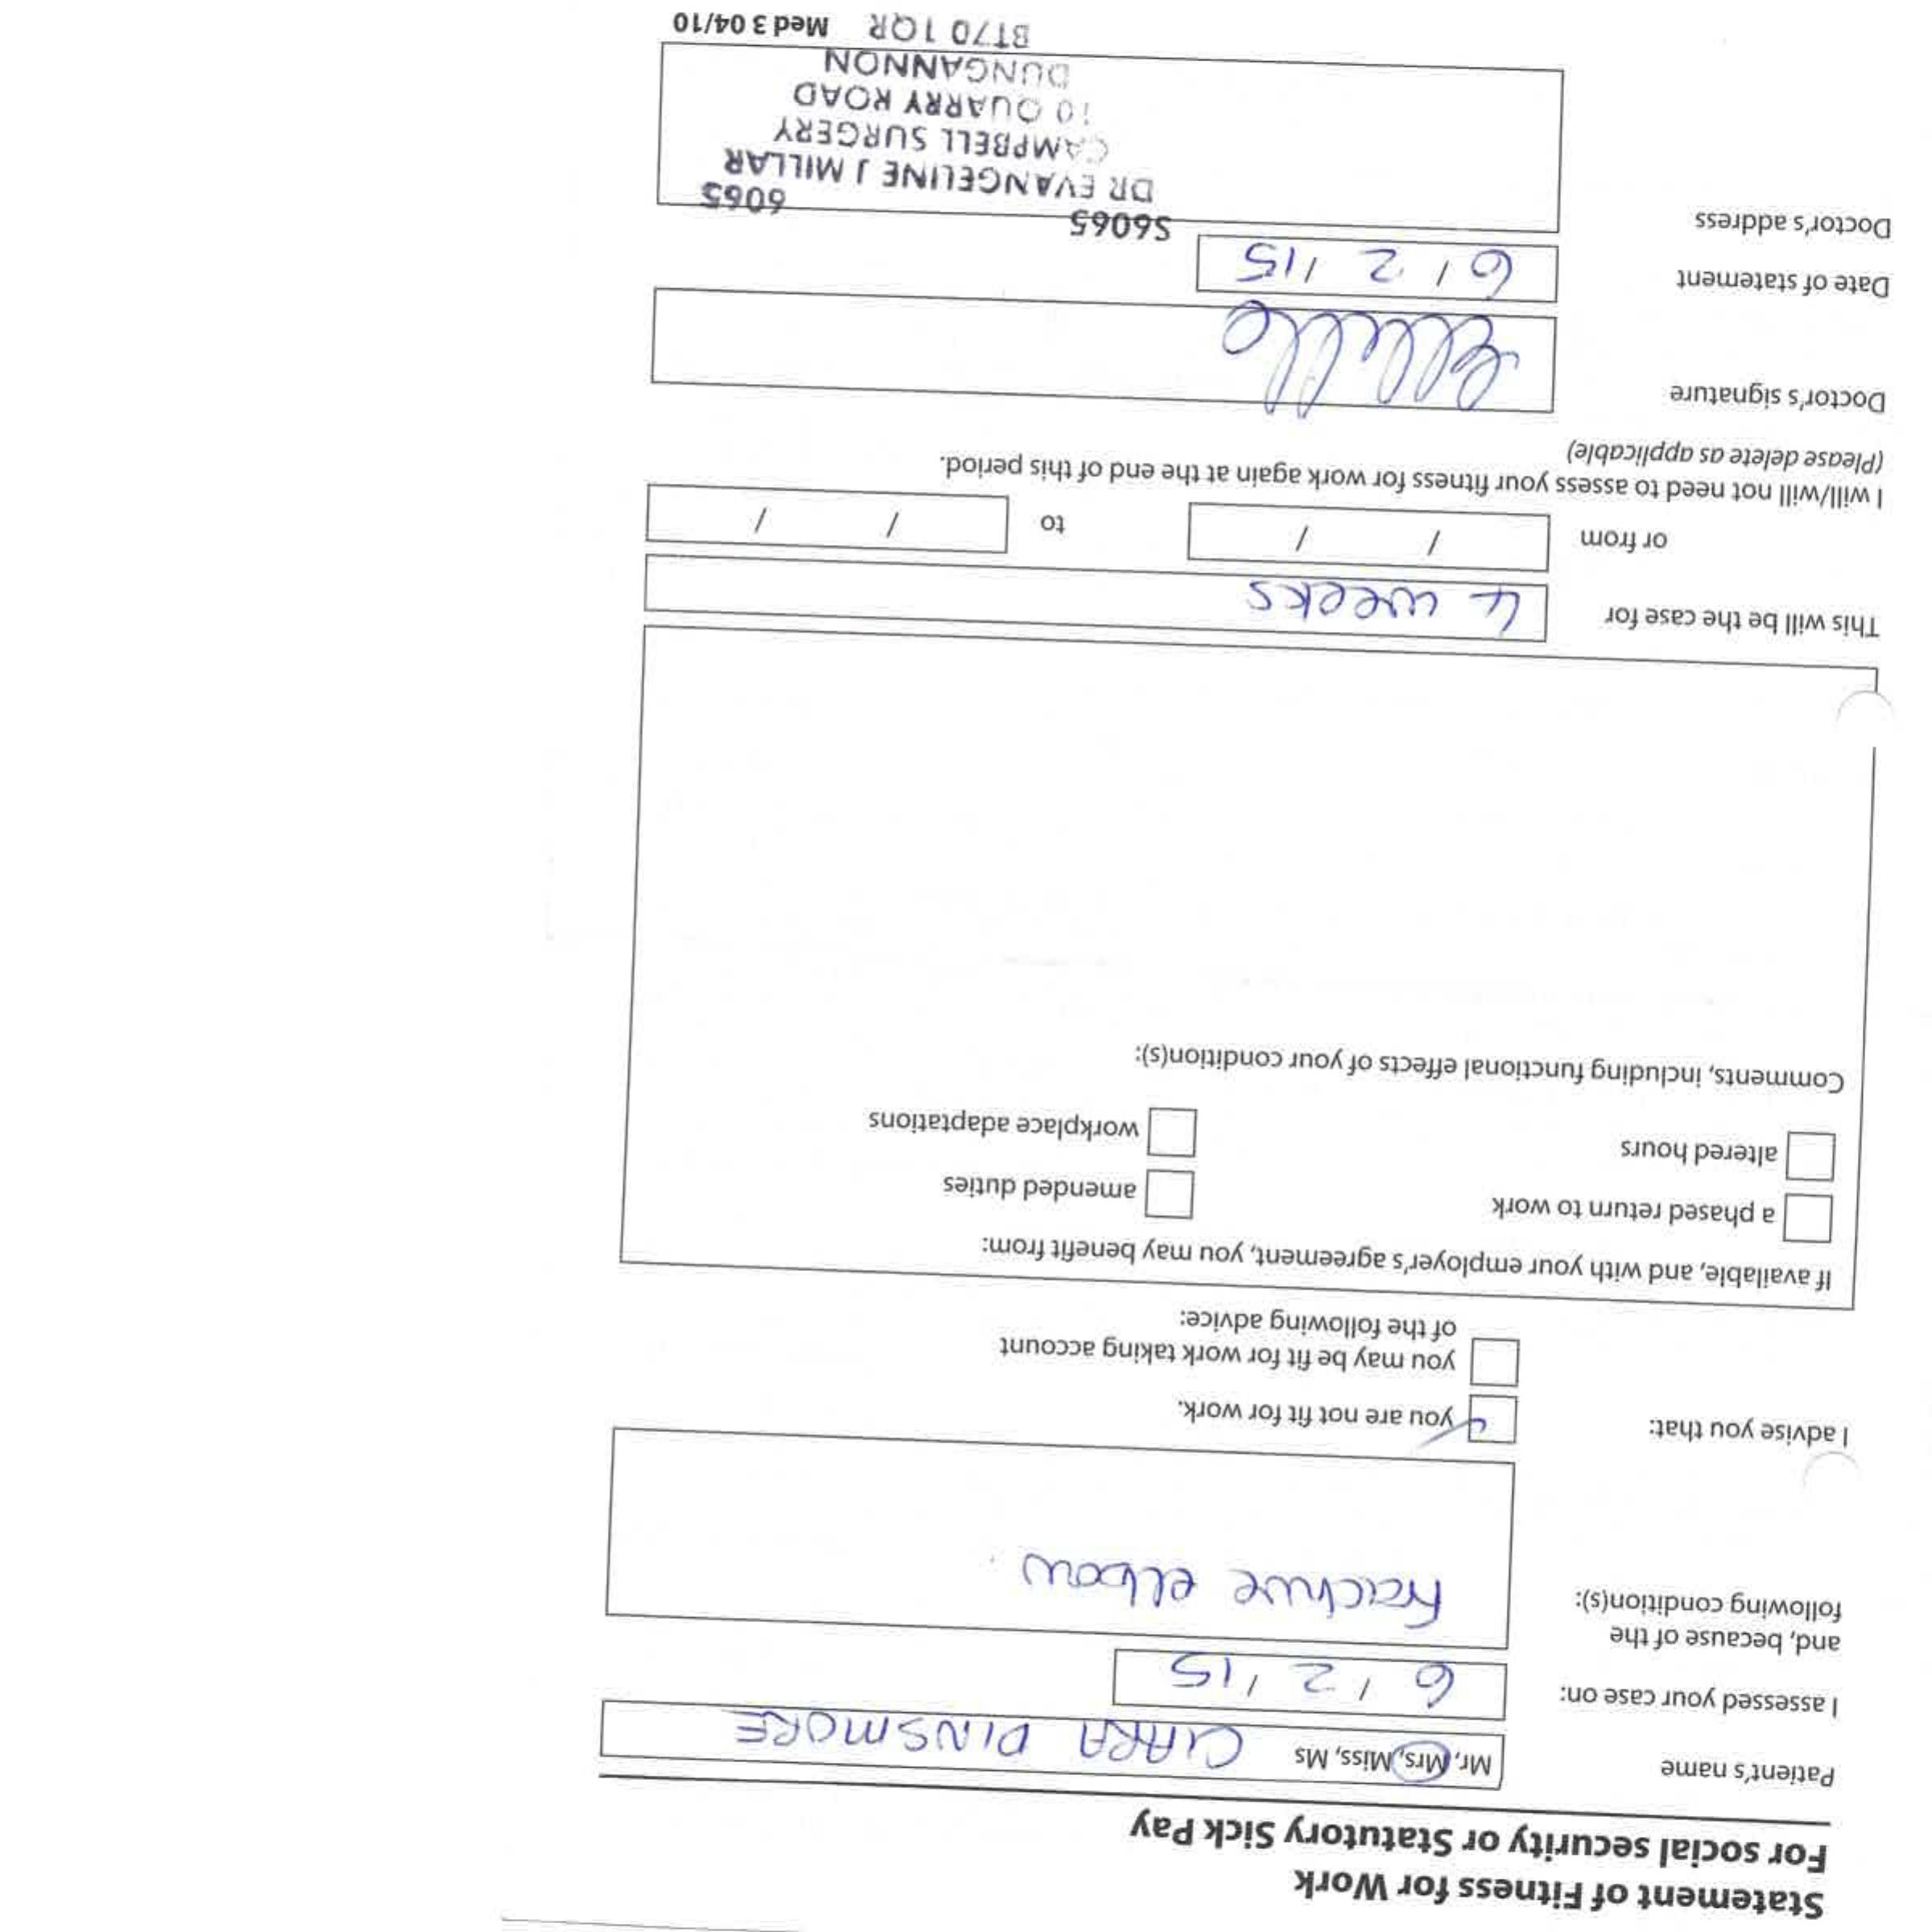 Statement of Fitness for Work
For social security or Statutory Sick Pay
Patient's name Mr, Mrs, Miss, Ms CIARA DINSMORE
I assessed your case on: 6 / 2 / 15
and, because of the
following condition(s): Fracture elbow.
I advise you that: you are not fit for work.
you may be fit for work taking account
of the following advice:
If available, and with your employer's agreement, you may benefit from:
a phased return to work amended duties
altered hours workplace adaptations
Comments, including functional effects of your condition(s):
This will be the case for 4 weeks
or from / / to / /
I will/will not need to assess your fitness for work again at the end of this period.
(Please delete as applicable)
Doctor's signature
Date of statement 6 / 2 / 15
Doctor's address S6065 6065
DR EVANGELINE J MILLAR
CAMPBELL SURGERY
10 QUARRY ROAD
DUNGANNON
BT70 1QR Med 3 04/10